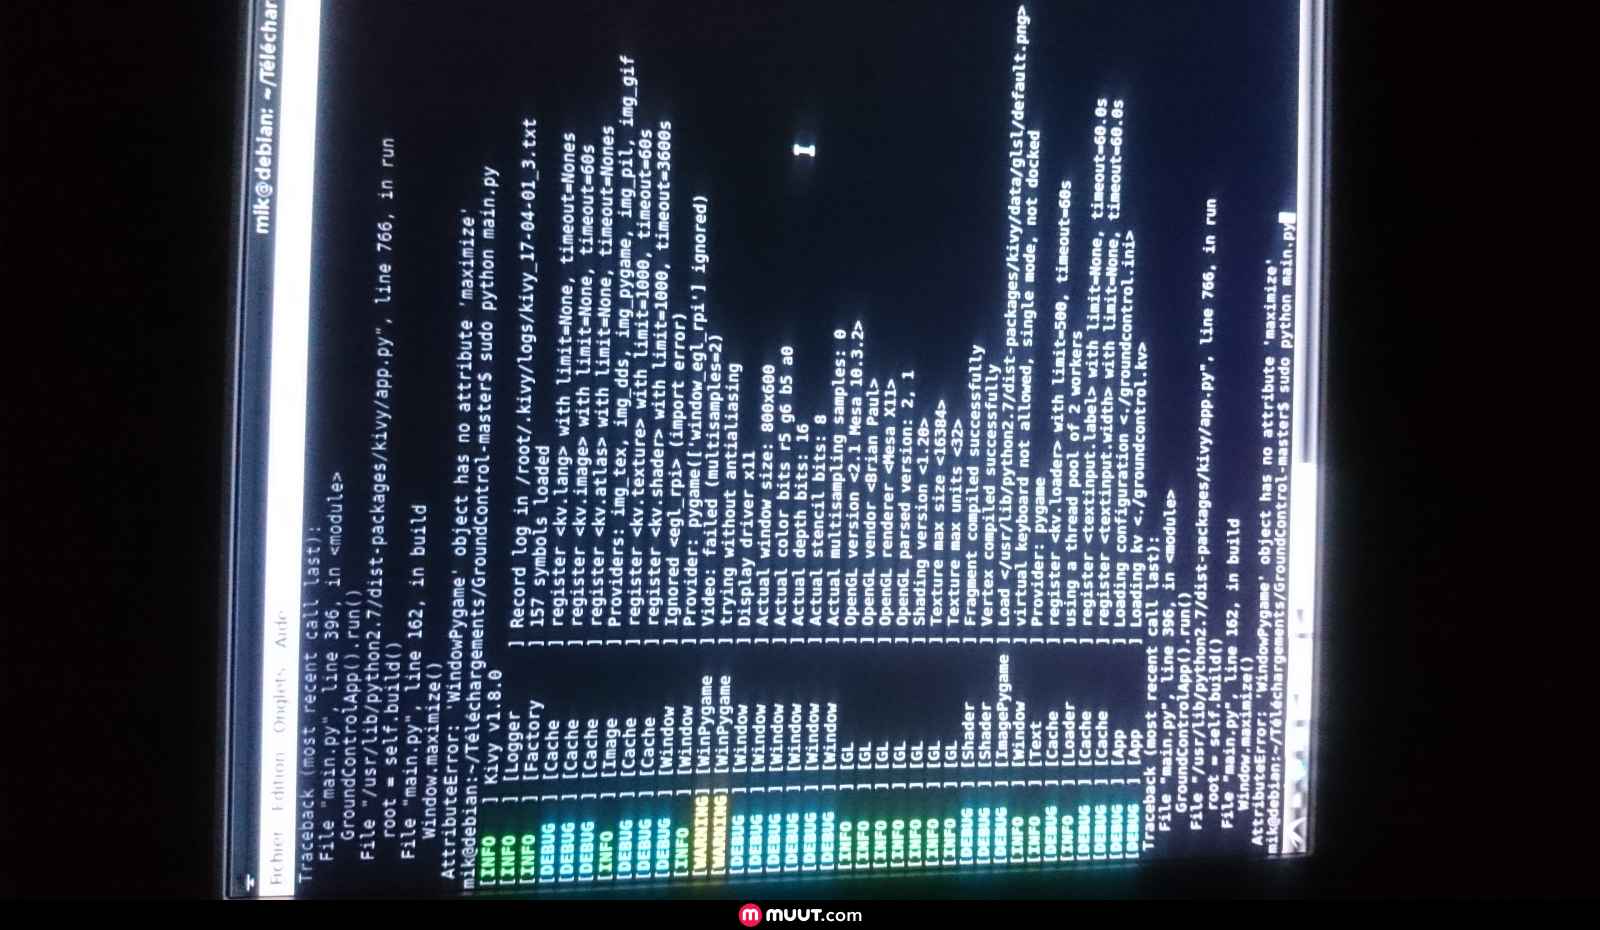 mik@debian: ~/Téléchar
Fichier Edition Onglets Aide
Traceback (most recent call last):
File "main.py", line 396, in <module>
GroundControlApp().run()
File "/usr/lib/python2.7/dist-packages/kivy/app.py", line 766, in run
root = self.build()
File "main.py", line 162, in build
Window.maximize()
AttributeError: 'WindowPygame' object has no attribute 'maximize'
mik@debian:~/Téléchargements/GroundControl-master$ sudo python main.py
[INFO ] Kivy v1.8.0
[INFO ] [Logger ] Record log in /root/.kivy/logs/kivy_17-04-01_3.txt
[INFO ] [Factory ] 157 symbols loaded
[DEBUG ] [Cache ] register <kv.lang> with limit=None, timeout=Nones
[DEBUG ] [Cache ] register <kv.image> with limit=None, timeout=60s
[DEBUG ] [Cache ] register <kv.atlas> with limit=None, timeout=Nones
[INFO ] [Image ] Providers: img_tex, img_dds, img_pygame, img_pil, img_gif
[DEBUG ] [Cache ] register <kv.texture> with limit=1000, timeout=60s
[DEBUG ] [Cache ] register <kv.shader> with limit=1000, timeout=3600s
[DEBUG ] [Window ] Ignored <egl_rpi> (import error)
[INFO ] [Window ] Provider: pygame(['window_egl_rpi'] ignored)
[WARNING] [WinPygame ] Video: failed (multisamples=2)
[WARNING] [WinPygame ] trying without antialiasing
[DEBUG ] [Window ] Display driver x11
[DEBUG ] [Window ] Actual window size: 800x600
[DEBUG ] [Window ] Actual color bits r5 g6 b5 a0
[DEBUG ] [Window ] Actual depth bits: 16
[DEBUG ] [Window ] Actual stencil bits: 8
[DEBUG ] [Window ] Actual multisampling samples: 0
[INFO ] [GL ] OpenGL version <2.1 Mesa 10.3.2>
[INFO ] [GL ] OpenGL vendor <Brian Paul>
[INFO ] [GL ] OpenGL renderer <Mesa X11>
[INFO ] [GL ] OpenGL parsed version: 2, 1
[INFO ] [GL ] Shading version <1.20>
[INFO ] [GL ] Texture max size <16384>
[INFO ] [GL ] Texture max units <32>
[DEBUG ] [Shader ] Fragment compiled successfully
[DEBUG ] [Shader ] Vertex compiled successfully
[DEBUG ] [ImagePygame ] Load </usr/lib/python2.7/dist-packages/kivy/data/glsl/default.png>
[INFO ] [Window ] virtual keyboard not allowed, single mode, not docked
[INFO ] [Text ] Provider: pygame
[DEBUG ] [Cache ] register <kv.loader> with limit=500, timeout=60s
[INFO ] [Loader ] using a thread pool of 2 workers
[DEBUG ] [Cache ] register <textinput.label> with limit=None, timeout=60.0s
[DEBUG ] [Cache ] register <textinput.width> with limit=None, timeout=60.0s
[DEBUG ] [App ] Loading configuration <./groundcontrol.ini>
[DEBUG ] [App ] Loading kv <./groundcontrol.kv>
Traceback (most recent call last):
File "main.py", line 396, in <module>
GroundControlApp().run()
File "/usr/lib/python2.7/dist-packages/kivy/app.py", line 766, in run
root = self.build()
File "main.py", line 162, in build
Window.maximize()
AttributeError: 'WindowPygame' object has no attribute 'maximize'
mik@debian:~/Téléchargements/GroundControl-master$ sudo python main.py
m MUUT.com